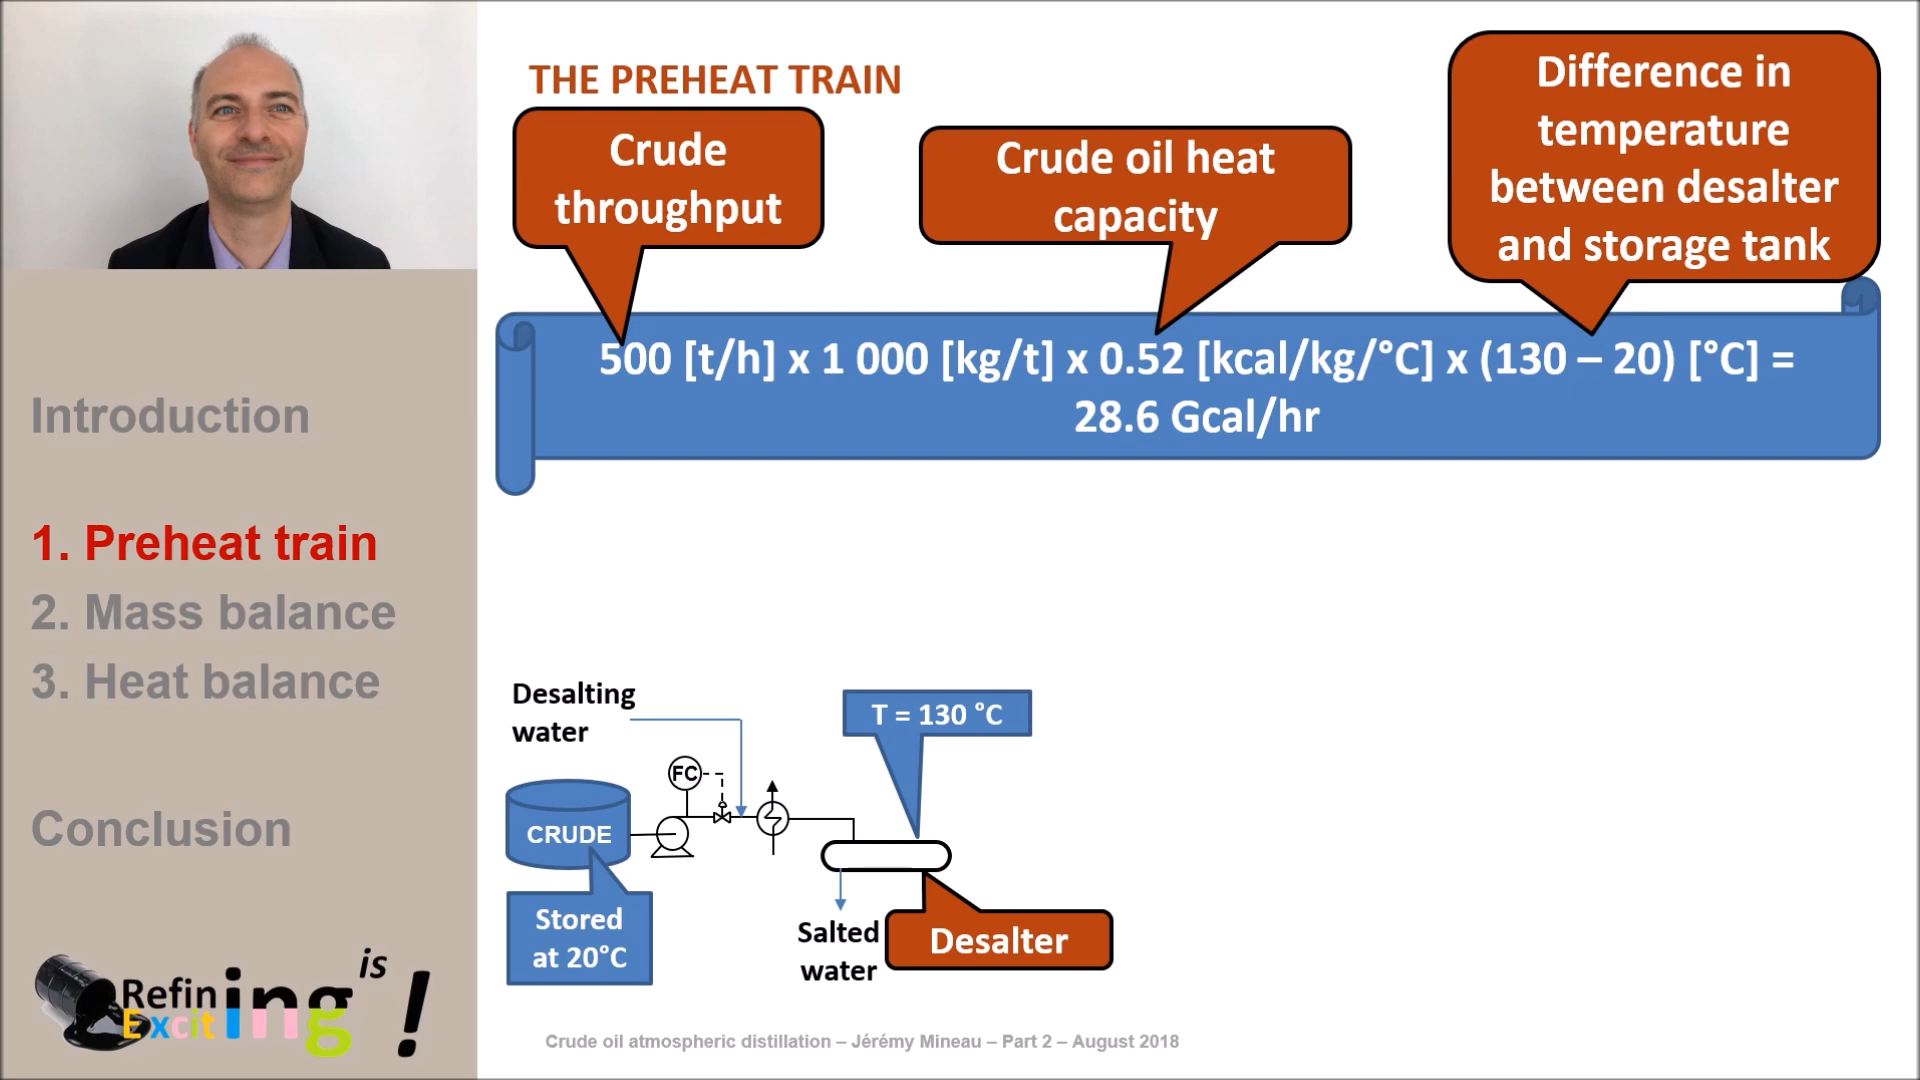 THE PREHEAT TRAIN
Crude
throughput
Crude oil heat
capacity
Difference in
temperature
between desalter
and storage tank
500 [t/h] x 1 000 [kg/t] x 0.52 [kcal/kg/°C] x (130 – 20) [°C] =
28.6 Gcal/hr
Introduction
1. Preheat train
2. Mass balance
3. Heat balance
Conclusion
Desalting
water
T = 130 °C
FC
CRUDE
Stored
at 20°C
Salted
water
Desalter
is
Refining
Exciting!
Crude oil atmospheric distillation – Jérémy Mineau – Part 2 – August 2018